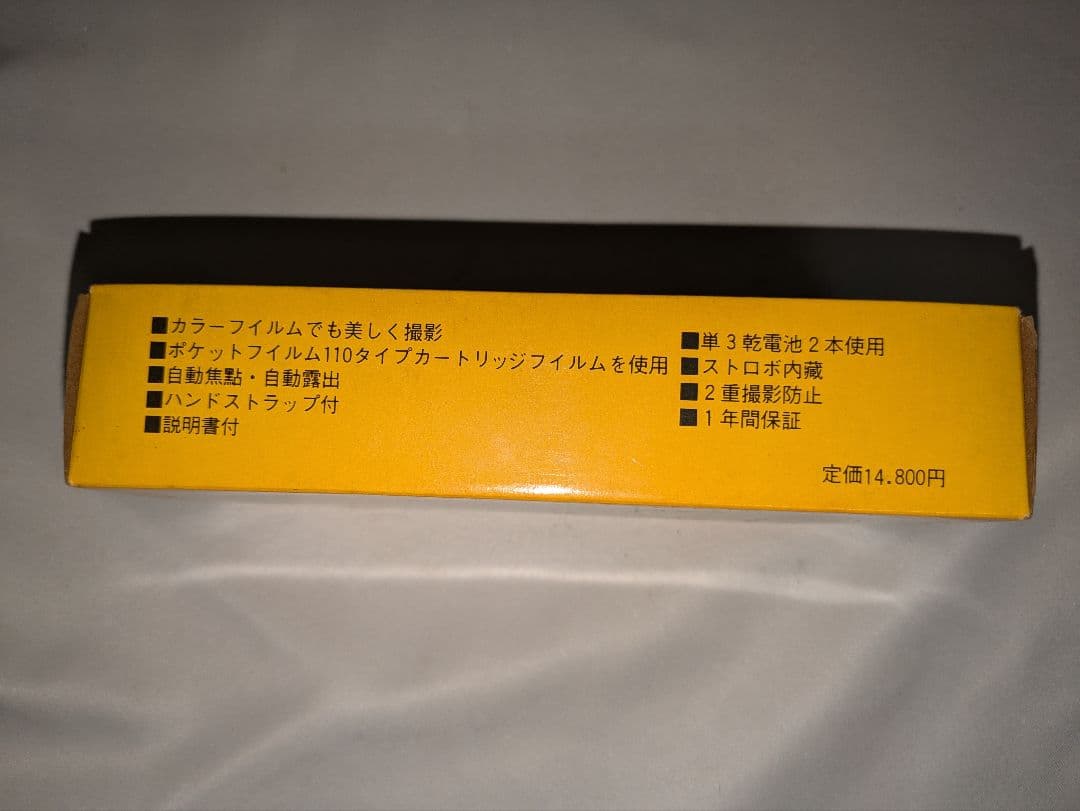 ■カラーフイルムでも美しく撮影
■ポケットフイルム110タイプカートリッジフイルムを使用
■自動焦點・自動露出
■ハンドストラップ付
■説明書付
■単3乾電池2本使用
■ストロボ内蔵
■2重撮影防止
■1年間保証
定価14.800円